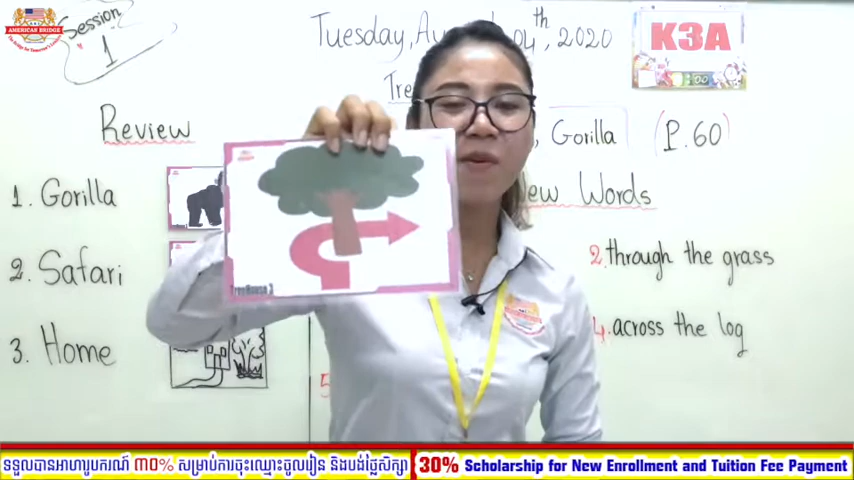 AMERICAN BRIDGE
Session 1
Tuesday, 04th, 2020
K3A
Gorilla
P. 60
Review
New Words
1. Gorilla
2. Safari
3. Home
TreeHouse 3
2. through the grass
4. across the log
5
ទទួលបានអាហារូបករណ៍ ៣០% សម្រាប់ការចុះឈ្មោះចូលរៀន និងបង់ថ្លៃសិក្សា
30% Scholarship for New Enrollment and Tuition Fee Payment